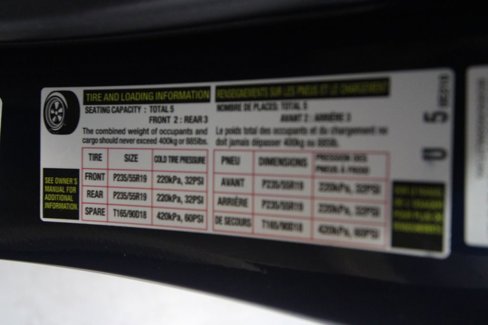 TIRE AND LOADING INFORMATION
SEATING CAPACITY : TOTAL 5
FRONT 2 : REAR 3
The combined weight of occupants and
cargo should never exceed 400kg or 885lbs.
TIRE SIZE COLD TIRE PRESSURE
FRONT P235/55R19 220kPa, 32PSI
REAR P235/55R19 220kPa, 32PSI
SPARE T165/90D18 420kPa, 60PSI
SEE OWNER'S
MANUAL FOR
ADDITIONAL
INFORMATION
RENSEIGNEMENTS SUR LES PNEUS ET LE CHARGEMENT
NOMBRE DE PLACES: TOTAL 5
AVANT 2 : ARRIÈRE 3
Le poids total des occupants et du chargement ne
doit jamais dépasser 400kg ou 885lb.
PNEU DIMENSIONS PRESSION DES
AVANT P235/55R19 220kPa, 32PSI
ARRIÈRE P235/55R19 220kPa, 32PSI
DE SECOURS T165/90D18 420kPa, 60PSI